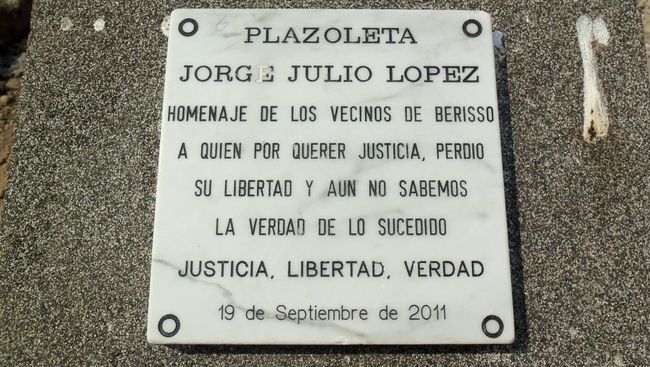 PLAZOLETA
JORGE JULIO LOPEZ
HOMENAJE DE LOS VECINOS DE BERISSO
A QUIEN POR QUERER JUSTICIA, PERDIO
SU LIBERTAD Y AUN NO SABEMOS
LA VERDAD DE LO SUCEDIDO
JUSTICIA, LIBERTAD, VERDAD
19 de Septiembre de 2011